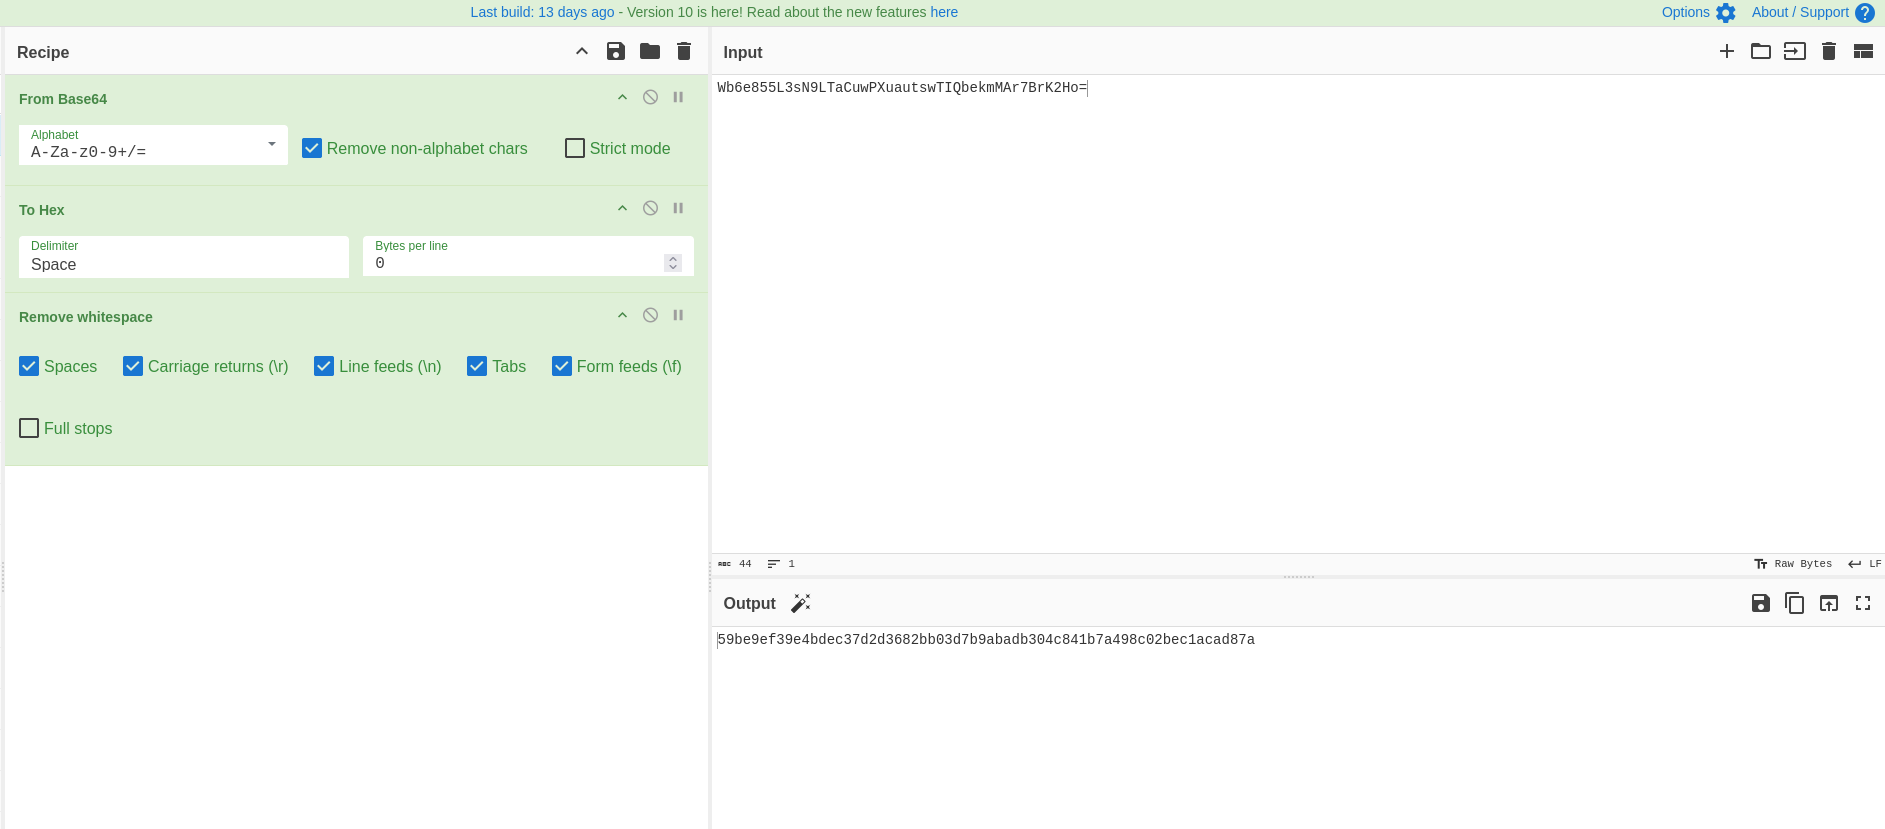 Last build: 13 days ago - Version 10 is here! Read about the new features here
Options
About / Support
Recipe
From Base64
Alphabet
A-Za-z0-9+/=
Remove non-alphabet chars
Strict mode
To Hex
Delimiter
Space
Bytes per line
0
Remove whitespace
Spaces
Carriage returns (\r)
Line feeds (\n)
Tabs
Form feeds (\f)
Full stops
Input
Wb6e855L3sN9LTaCuwPXuautswTIQbekmMAr7BrK2Ho=
ABC 44
1
Raw Bytes
LF
Output
59be9ef39e4bdec37d2d3682bb03d7b9abadb304c841b7a498c02bec1acad87a